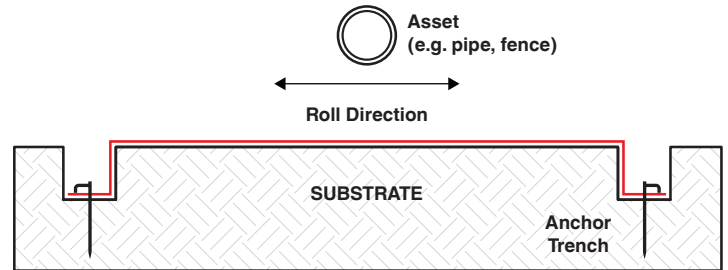 Asset
(e.g. pipe, fence)
Roll Direction
SUBSTRATE
Anchor
Trench